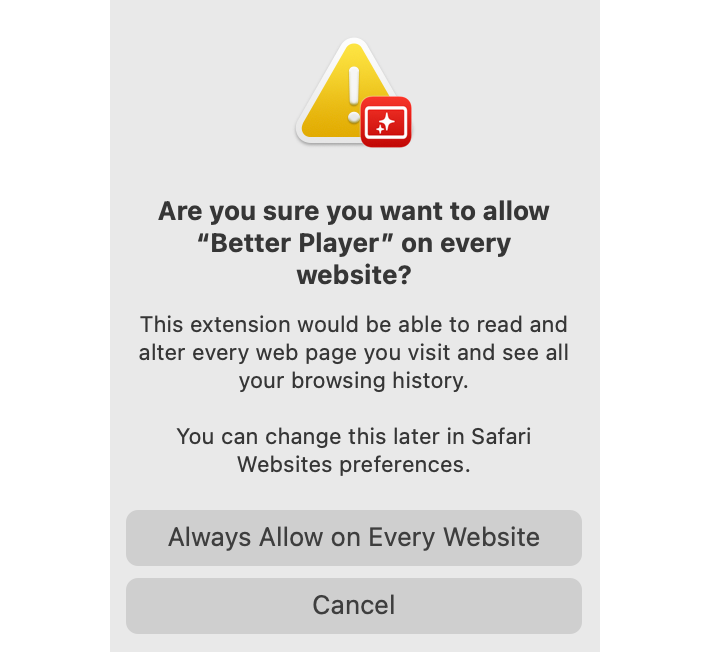 Are you sure you want to allow
“Better Player” on every
website?
This extension would be able to read and
alter every web page you visit and see all
your browsing history.
You can change this later in Safari
Websites preferences.
Always Allow on Every Website
Cancel